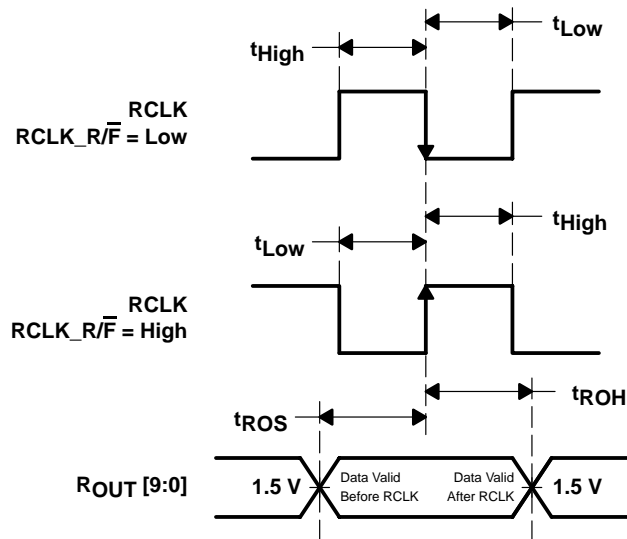 tHigh
tLow
RCLK
RCLK_R/F̅ = Low
tLow
tHigh
RCLK
RCLK_R/F̅ = High
tROS
tROH
ROUT [9:0]
1.5 V
Data Valid
Before RCLK
Data Valid
After RCLK
1.5 V